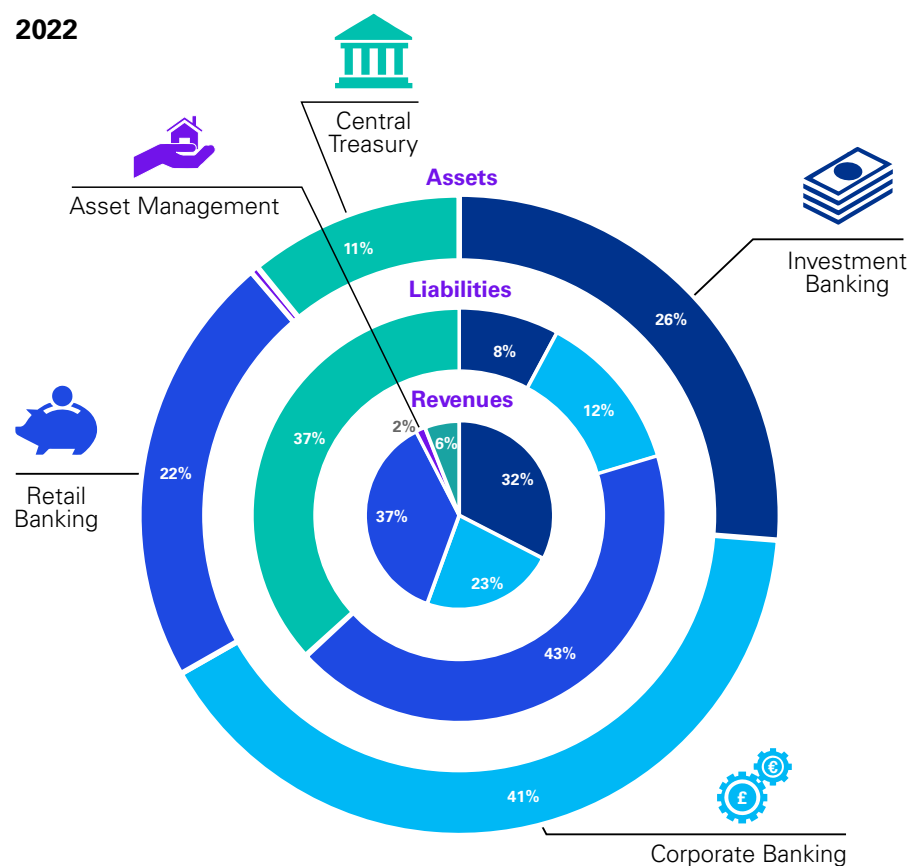 2022
Central
Treasury
Assets
Asset Management
11%
Investment
Banking
Liabilities
26%
8%
Revenues
12%
2%
6%
37%
22%
32%
Retail
Banking
37%
23%
43%
41%
£
€
Corporate Banking